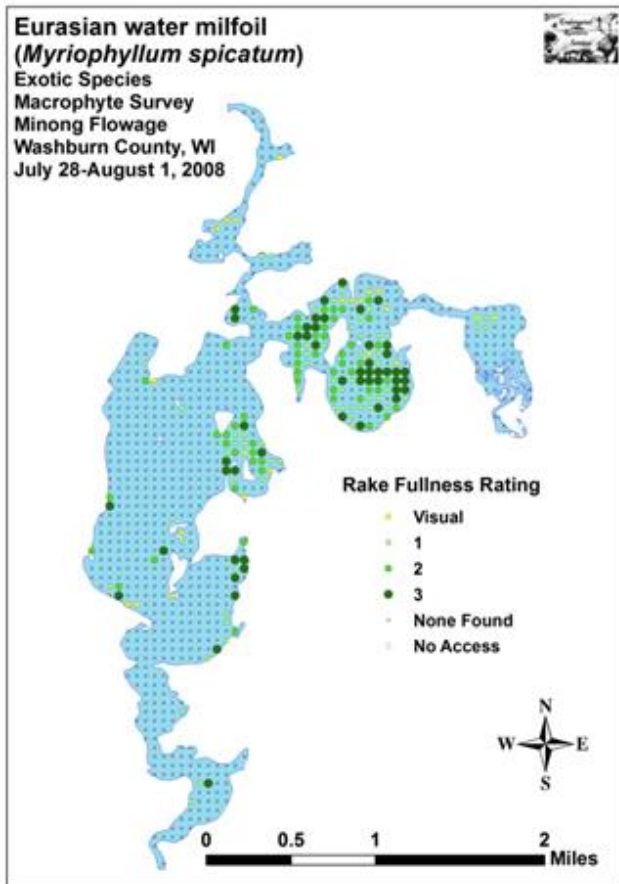 Eurasian water milfoil
(Myriophyllum spicatum)
Exotic Species
Macrophyte Survey
Minong Flowage
Washburn County, WI
July 28-August 1, 2008
Rake Fullness Rating
Visual
1
2
3
None Found
No Access
N
W E
S
0 0.5 1 2
Miles